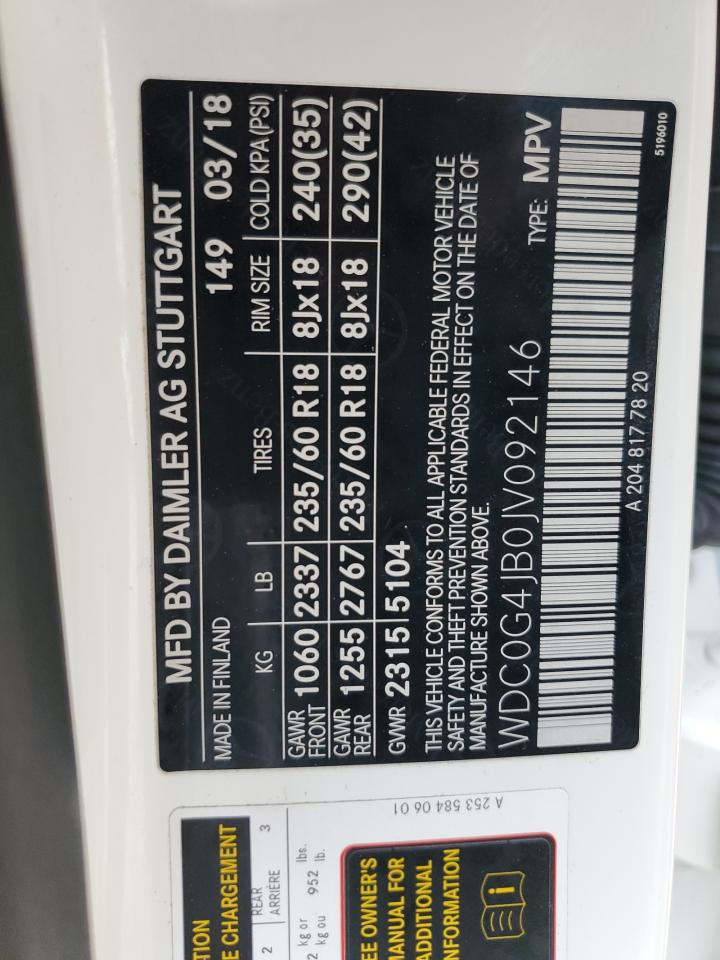 MFD BY DAIMLER AG STUTTGART
MADE IN FINLAND 149 03/18
KG LB TIRES RIM SIZE COLD KPA(PSI)
GAWR FRONT 1060 2337 235/60 R18 8Jx18 240(35)
GAWR REAR 1255 2767 235/60 R18 8Jx18 290(42)
GVWR 2315 5104
THIS VEHICLE CONFORMS TO ALL APPLICABLE FEDERAL MOTOR VEHICLE
SAFETY AND THEFT PREVENTION STANDARDS IN EFFECT ON THE DATE OF
MANUFACTURE SHOWN ABOVE.
WDC0G4JB0JV092146 TYPE: MPV
A 204 817 78 20
5196010
E CHARGEMENT
2 REAR
ARRIÈRE 3
kg or lbs.
kg ou 952 lb.
OWNER'S
MANUAL FOR
ADDITIONAL
INFORMATION
i
A 253 584 06 01